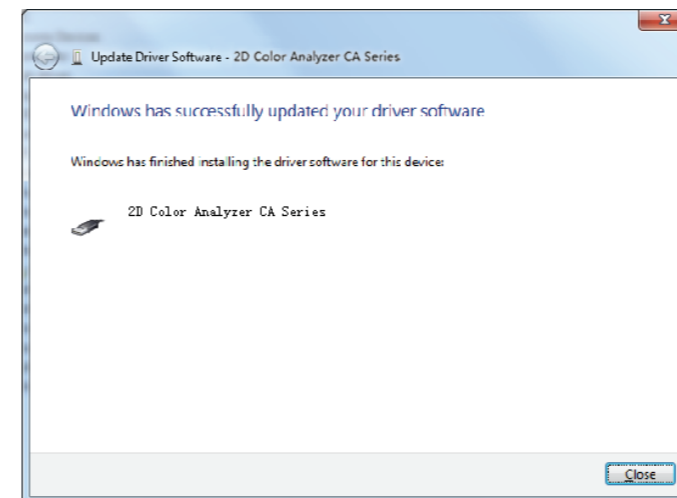 Update Driver Software - 2D Color Analyzer CA Series
Windows has successfully updated your driver software
Windows has finished installing the driver software for this device:
2D Color Analyzer CA Series
Close